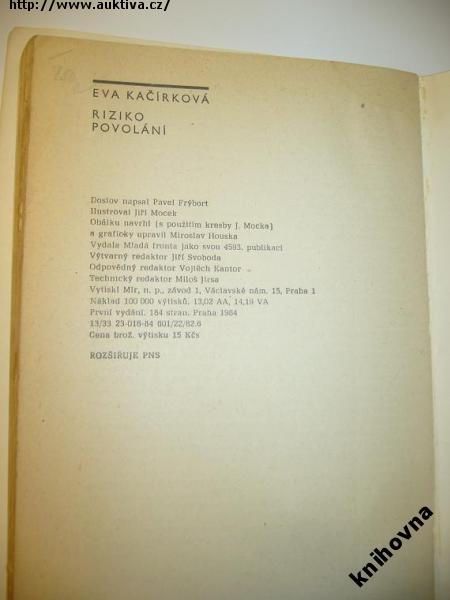 http://www.auktiva.cz/
EVA KAČÍRKOVÁ
RIZIKO
POVOLÁNÍ
Doslov napsal Pavel Frýbort
Ilustroval Jiří Mocek
Obálku navrhl (s použitím kresby J. Mocka)
a graficky upravil Miroslav Houska
Vydala Mladá fronta jako svou 4593. publikaci
Výtvarný redaktor Jiří Svoboda
Odpovědný redaktor Vojtěch Kantor
Technický redaktor Miloš Jirsa
Vytiskl Mír, n. p., závod 1, Václavské nám. 15, Praha 1
Náklad 100 000 výtisků. 13,02 AA, 14,19 VA
První vydání. 184 stran. Praha 1984
13/33 23-018-84 601/22/82.6
Cena brož. výtisku 15 Kčs
ROZŠIŘUJE PNS
knihovna